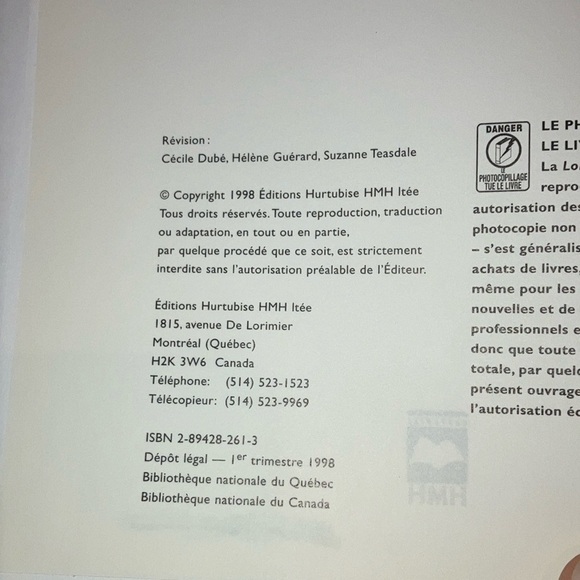 Révision :
Cécile Dubé, Hélène Guérard, Suzanne Teasdale
© Copyright 1998 Éditions Hurtubise HMH ltée
Tous droits réservés. Toute reproduction, traduction
ou adaptation, en tout ou en partie,
par quelque procédé que ce soit, est strictement
interdite sans l'autorisation préalable de l'Éditeur.
Éditions Hurtubise HMH ltée
1815, avenue De Lorimier
Montréal (Québec)
H2K 3W6 Canada
Téléphone: (514) 523-1523
Télécopieur: (514) 523-9969
ISBN 2-89428-261-3
Dépôt légal — 1er trimestre 1998
Bibliothèque nationale du Québec
Bibliothèque nationale du Canada
DANGER
LE
PHOTOCOPILLAGE
TUE LE LIVRE
LE PH
LE LI
La Lo
repro
autorisation des
photocopie non
– s'est généralis
achats de livres,
même pour les
nouvelles et de
professionnels e
donc que toute
totale, par quelc
présent ouvrage
l'autorisation éc
HMH